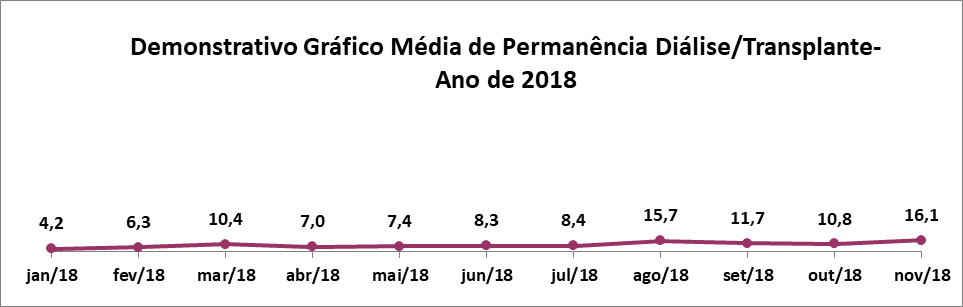 Demonstrativo Gráfico Média de Permanência Diálise/Transplante-
Ano de 2018
4,2 6,3 10,4 7,0 7,4 8,3 8,4 15,7 11,7 10,8 16,1
jan/18 fev/18 mar/18 abr/18 mai/18 jun/18 jul/18 ago/18 set/18 out/18 nov/18